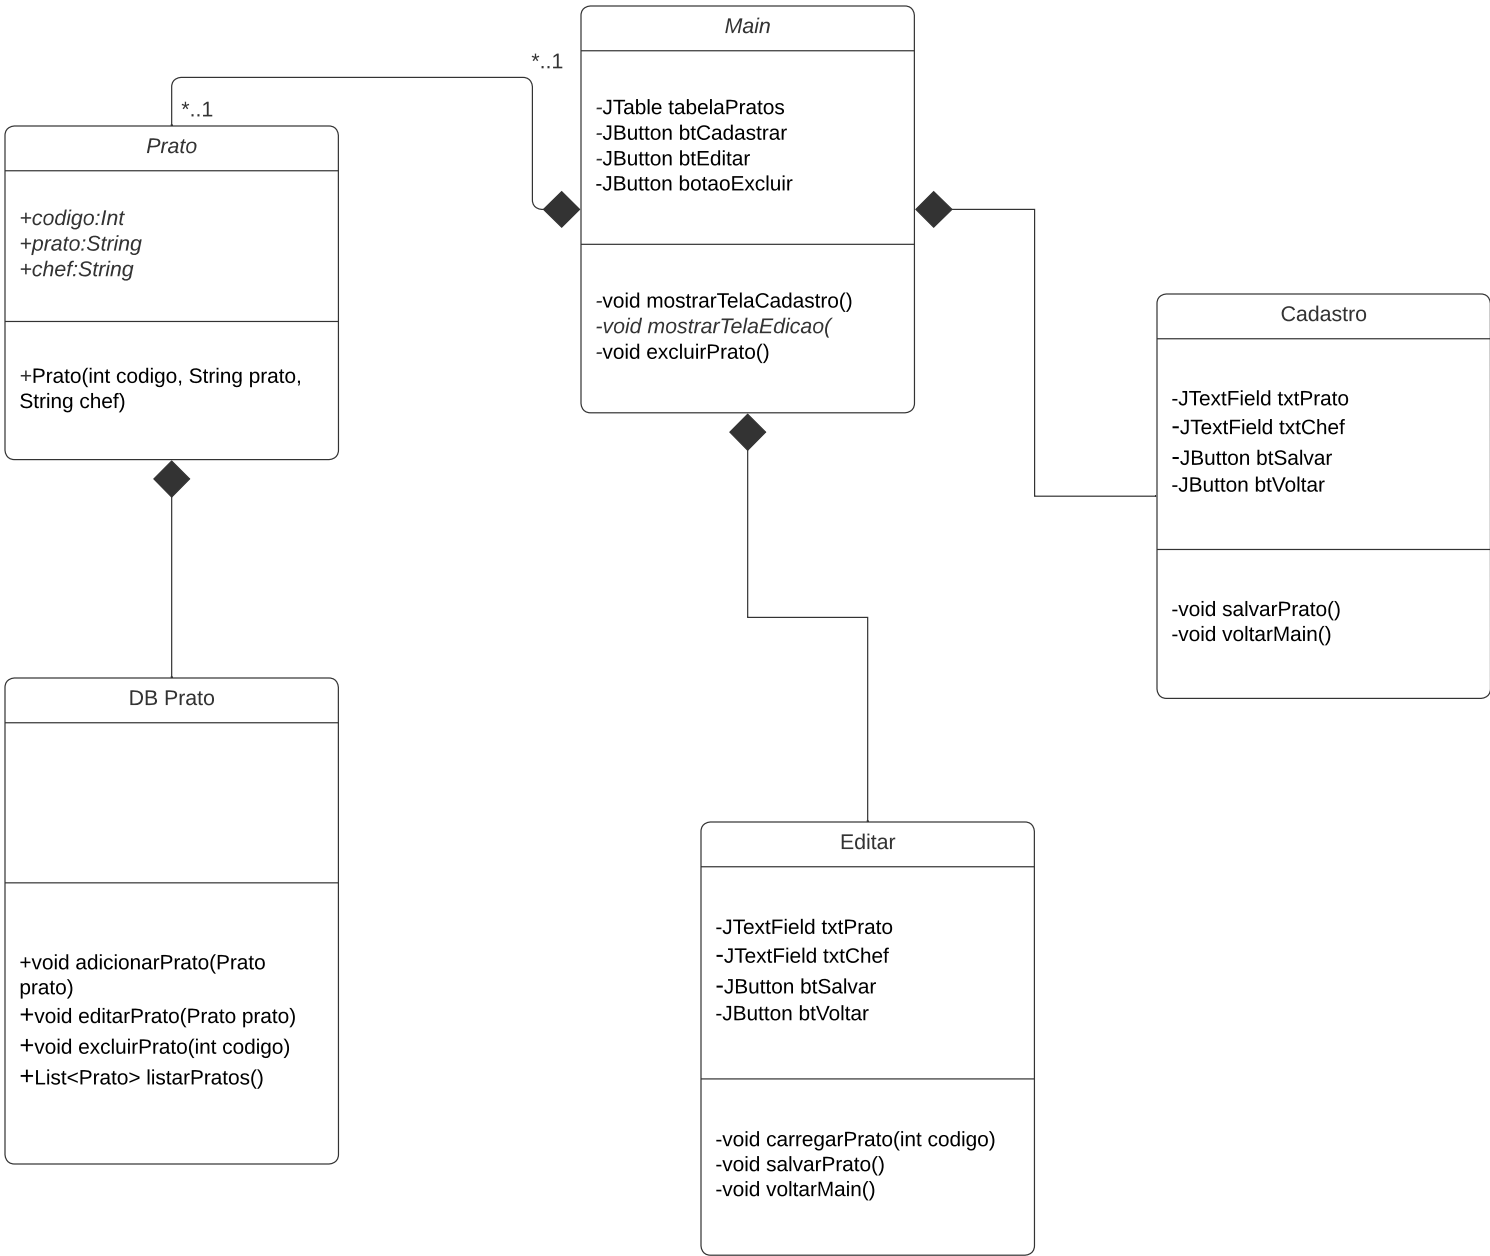 Main
*..1
-JTable tabelaPratos
-JButton btCadastrar
-JButton btEditar
-JButton botaoExcluir
-void mostrarTelaCadastro()
-void mostrarTelaEdicao(
-void excluirPrato()
*..1
Prato
+codigo:Int
+prato:String
+chef:String
+Prato(int codigo, String prato,
String chef)
Cadastro
-JTextField txtPrato
-JTextField txtChef
-JButton btSalvar
-JButton btVoltar
-void salvarPrato()
-void voltarMain()
DB Prato
+void adicionarPrato(Prato
prato)
+void editarPrato(Prato prato)
+void excluirPrato(int codigo)
+List<Prato> listarPratos()
Editar
-JTextField txtPrato
-JTextField txtChef
-JButton btSalvar
-JButton btVoltar
-void carregarPrato(int codigo)
-void salvarPrato()
-void voltarMain()